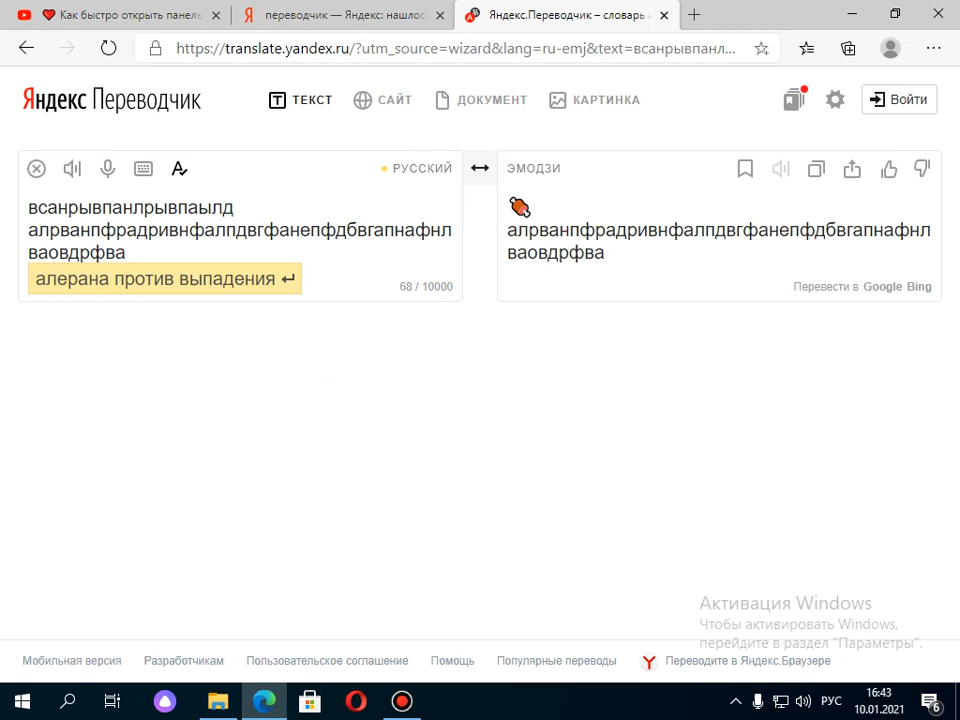 Как быстро открыть панель
переводчик — Яндекс: нашлос
Яндекс.Переводчик – словарь
https://translate.yandex.ru/?utm_source=wizard&lang=ru-emj&text=всанрывпанл...
Яндекс Переводчик
ТЕКСТ
САЙТ
ДОКУМЕНТ
КАРТИНКА
Войти
РУССКИЙ
ЭМОДЗИ
всанрывпанлрывпаылд
алрванпфрадривнфалпдвгфанепфдбвгапнафнл
ваовдрфва
алерана против выпадения
68 / 10000
алрванпфрадривнфалпдвгфанепфдбвгапнафнл
ваовдрфва
Перевести в Google Bing
Активация Windows
Чтобы активировать Windows,
перейдите в раздел "Параметры".
Мобильная версия
Разработчикам
Пользовательское соглашение
Помощь
Популярные переводы
Переводите в Яндекс.Браузере
РУС
16:43
10.01.2021
6